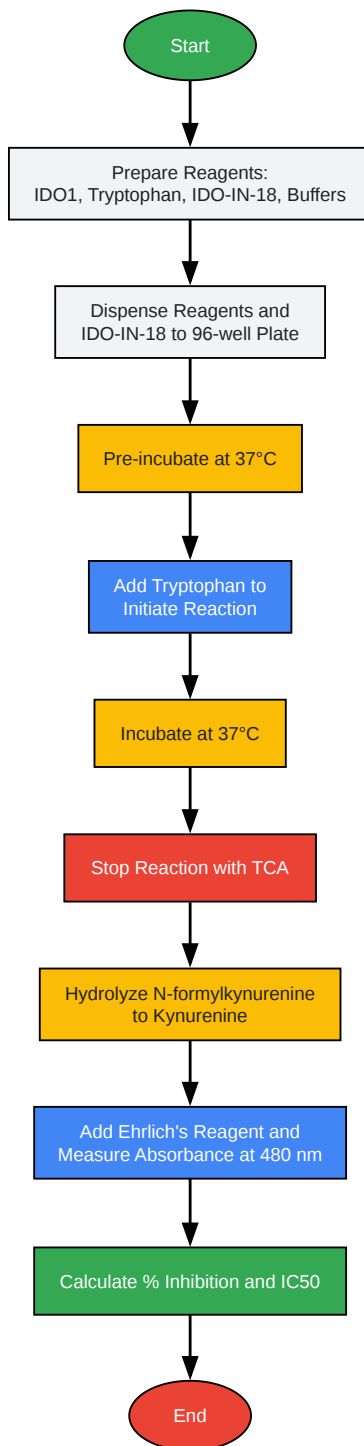 Start
Prepare Reagents:
IDO1, Tryptophan, IDO-IN-18, Buffers
Dispense Reagents and
IDO-IN-18 to 96-well Plate
Pre-incubate at 37°C
Add Tryptophan to
Initiate Reaction
Incubate at 37°C
Stop Reaction with TCA
Hydrolyze N-formylkynurenine
to Kynurenine
Add Ehrlich's Reagent and
Measure Absorbance at 480 nm
Calculate % Inhibition and IC50
End